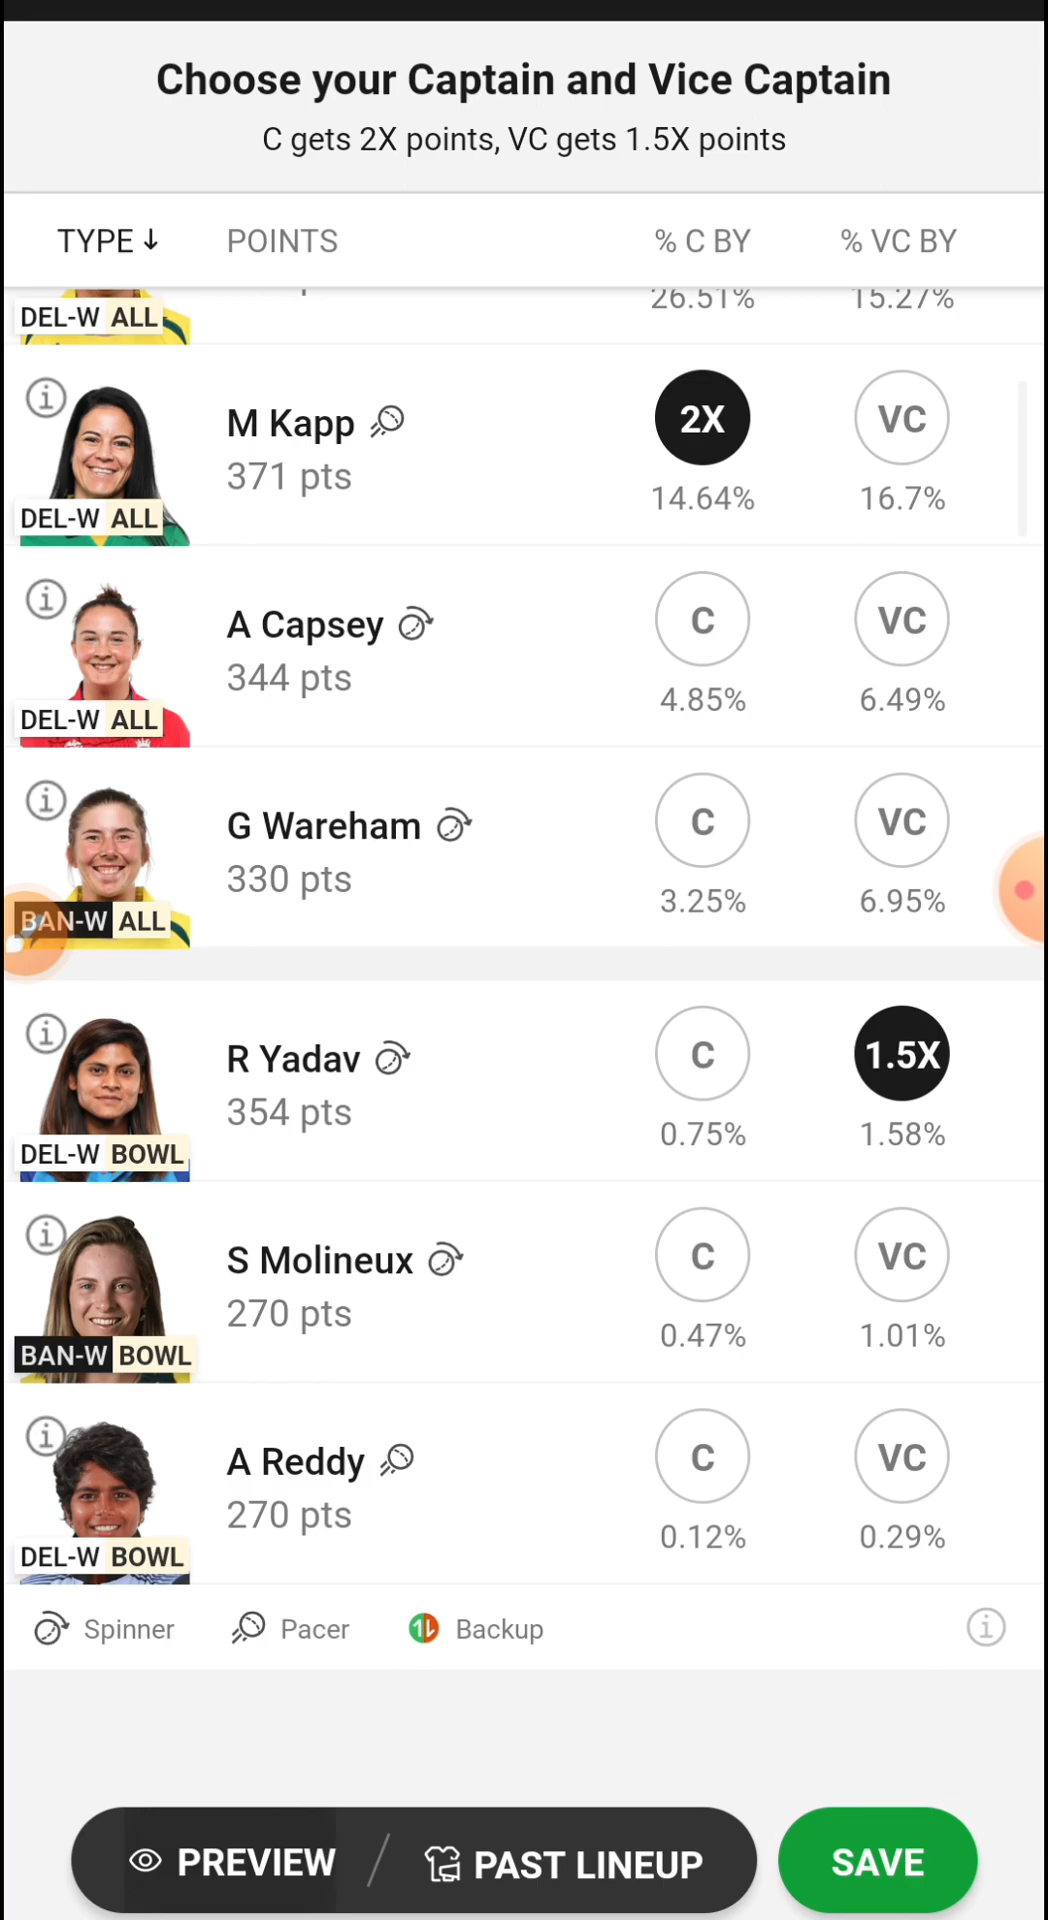 Choose your Captain and Vice Captain
C gets 2X points, VC gets 1.5X points
TYPE ↓ POINTS % C BY % VC BY
DEL-W ALL 26.51% 15.27%
M Kapp 2X VC
371 pts 14.64% 16.7%
DEL-W ALL
A Capsey C VC
344 pts 4.85% 6.49%
DEL-W ALL
G Wareham C VC
330 pts 3.25% 6.95%
BAN-W ALL
R Yadav C 1.5X
354 pts 0.75% 1.58%
DEL-W BOWL
S Molineux C VC
270 pts 0.47% 1.01%
BAN-W BOWL
A Reddy C VC
270 pts 0.12% 0.29%
DEL-W BOWL
Spinner Pacer Backup
PREVIEW / PAST LINEUP SAVE